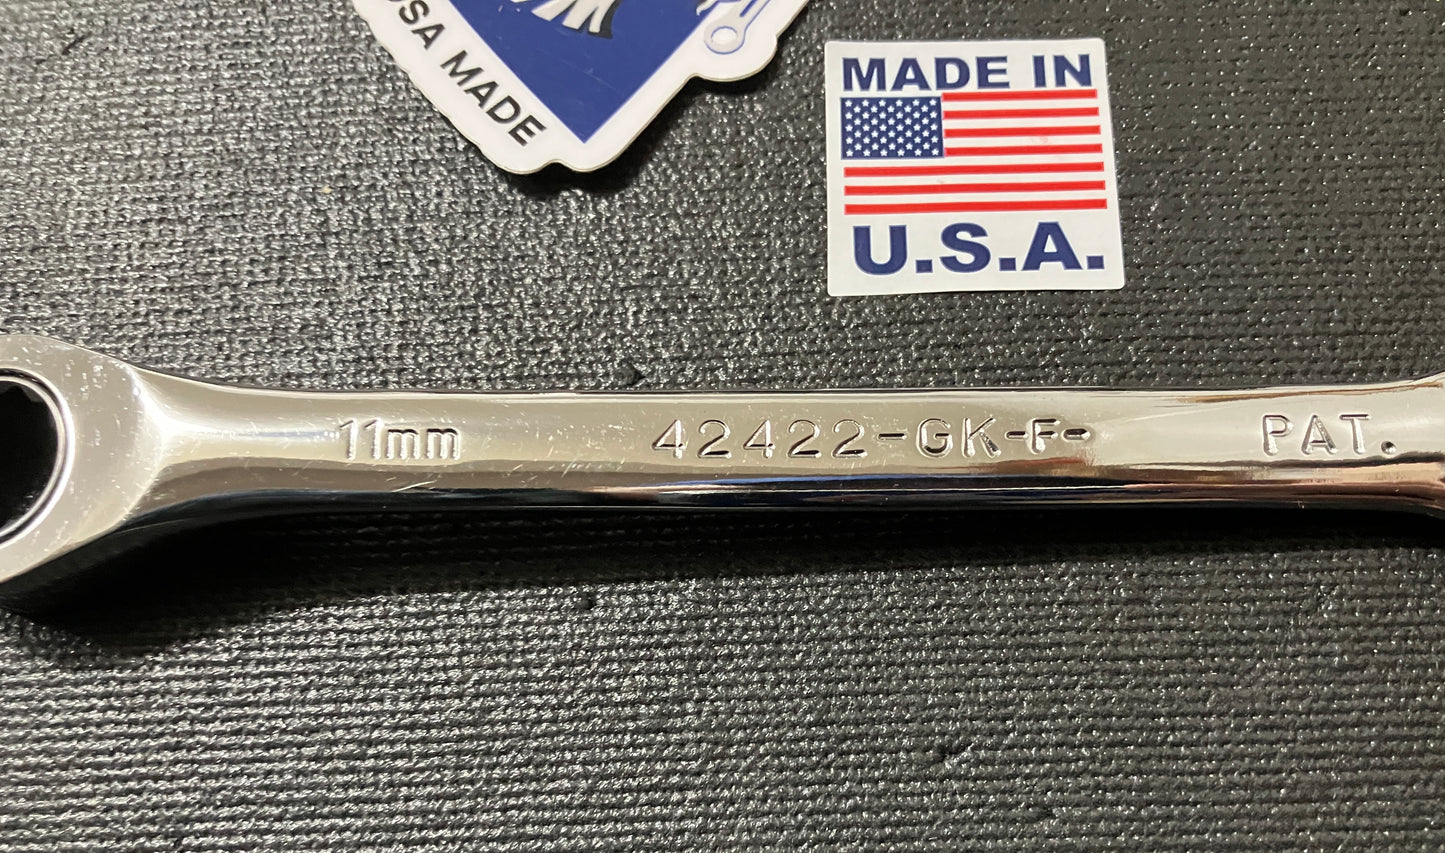 USA MADE
MADE IN
U.S.A.
11mm 42422-GK-F- PAT.